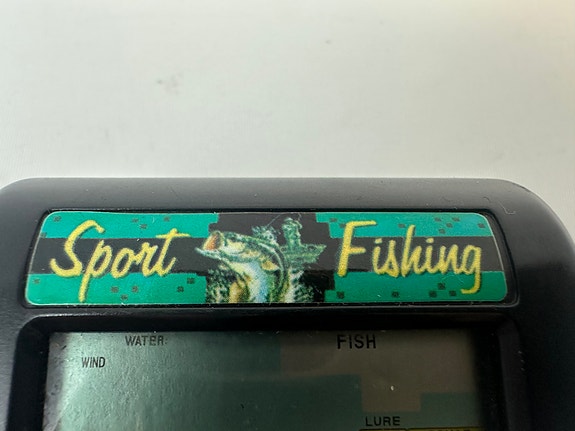 Sport Fishing
WATER FISH
WIND
LURE